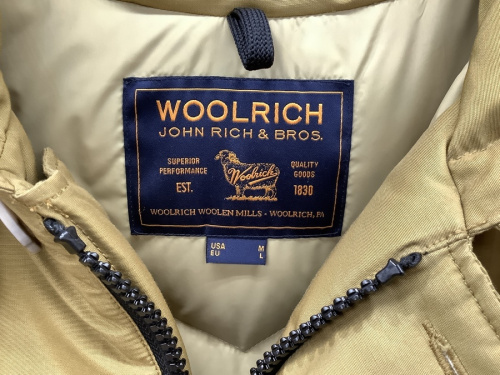 WOOLRICH
JOHN RICH & BROS.
SUPERIOR
PERFORMANCE
EST.
Woolrich
QUALITY
GOODS
1830
WOOLRICH WOOLEN MILLS - WOOLRICH, PA
USA M
EU L